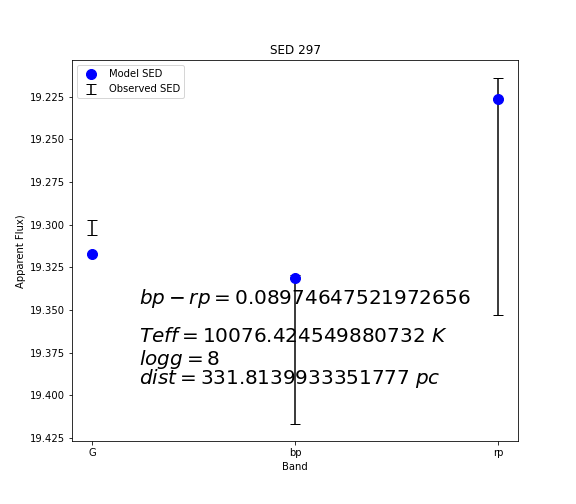 SED 297
Model SED
Observed SED
19.225
19.250
19.275
19.300
19.325
19.350
19.375
19.400
19.425
Apparent Flux)
bp − rp = 0.08974647521972656
Teff = 10076.424549880732 K
logg = 8
dist = 331.8139933351777 pc
G bp rp
Band